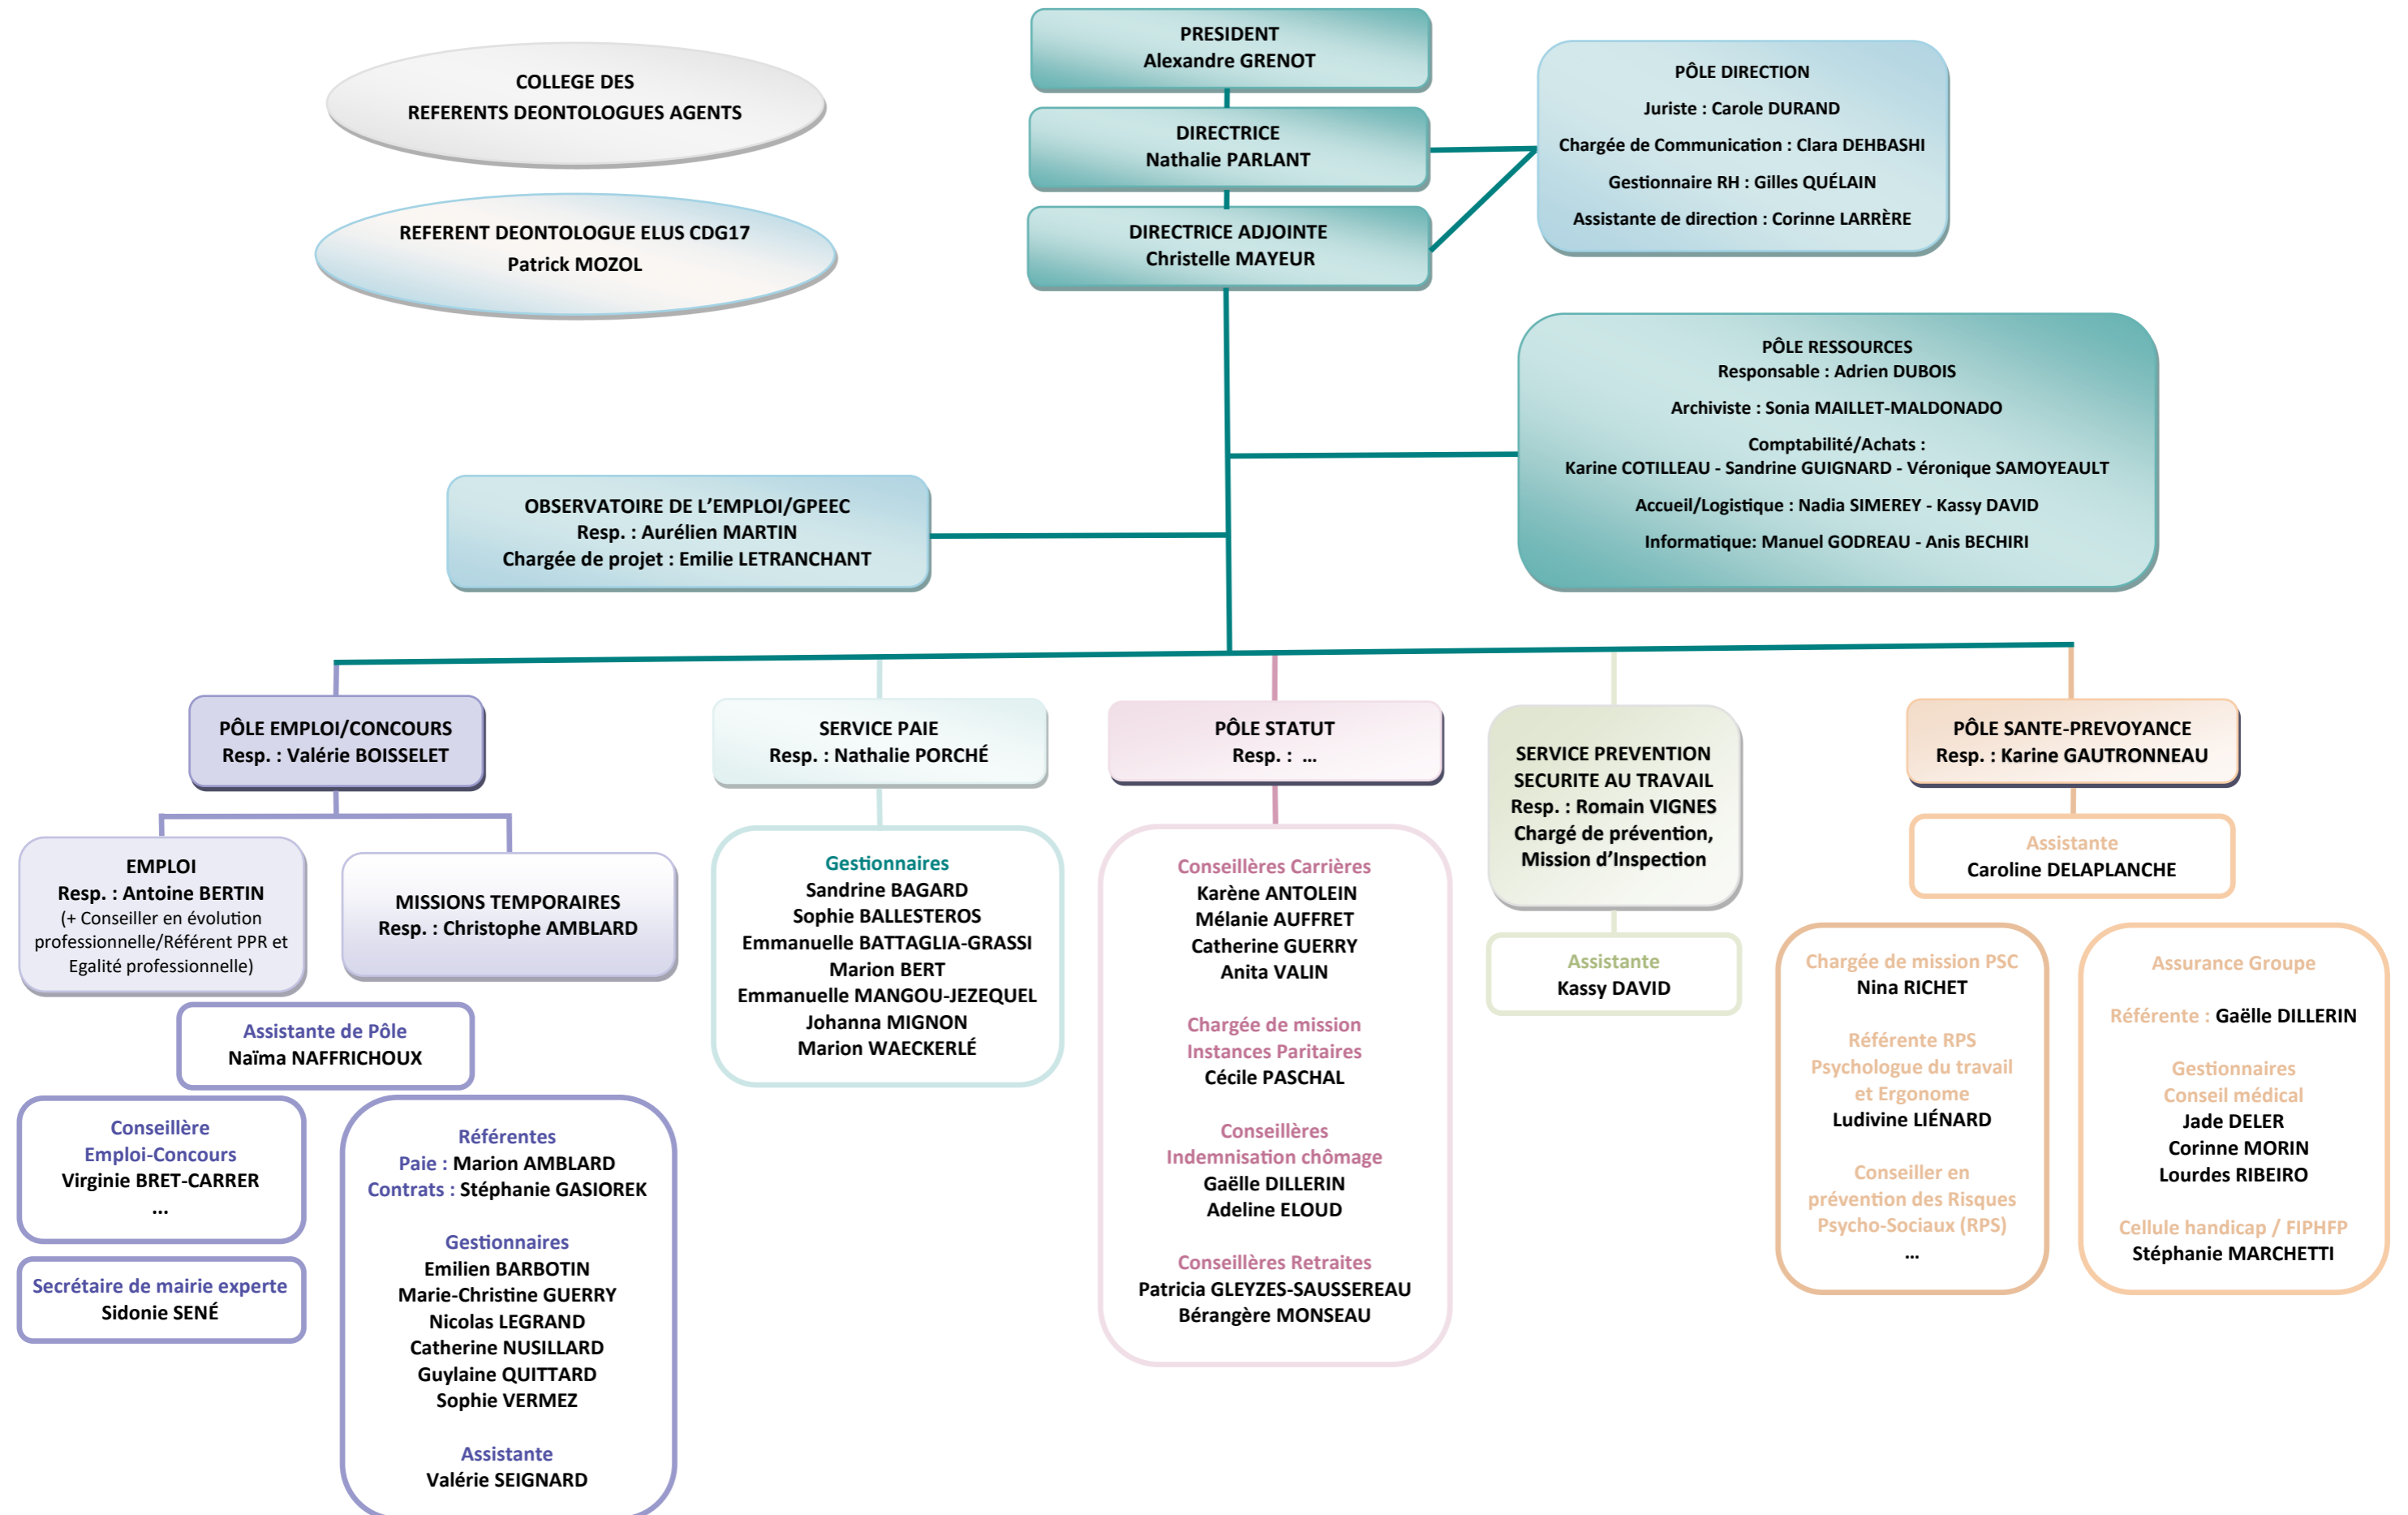 PRESIDENT
Alexandre GRENOT
DIRECTRICE
Nathalie PARLANT
DIRECTRICE ADJOINTE
Christelle MAYEUR
COLLEGE DES
REFERENTS DEONTOLOGUES AGENTS
REFERENT DEONTOLOGUE ELUS CDG17
Patrick MOZOL
PÔLE DIRECTION
Juriste : Carole DURAND
Chargée de Communication : Clara DEHBASHI
Gestionnaire RH : Gilles QUÉLAIN
Assistante de direction : Corinne LARRÈRE
PÔLE RESSOURCES
Responsable : Adrien DUBOIS
Archiviste : Sonia MAILLET-MALDONADO
Comptabilité/Achats :
Karine COTILLEAU - Sandrine GUIGNARD - Véronique SAMOYEAULT
Accueil/Logistique : Nadia SIMEREY - Kassy DAVID
Informatique: Manuel GODREAU - Anis BECHIRI
OBSERVATOIRE DE L'EMPLOI/GPEEC
Resp. : Aurélien MARTIN
Chargée de projet : Emilie LETRANCHANT
PÔLE EMPLOI/CONCOURS
Resp. : Valérie BOISSELET
EMPLOI
Resp. : Antoine BERTIN
(+ Conseiller en évolution
professionnelle/Référent PPR et
Egalité professionnelle)
MISSIONS TEMPORAIRES
Resp. : Christophe AMBLARD
Assistante de Pôle
Naïma NAFFRICHOUX
Conseillère
Emploi-Concours
Virginie BRET-CARRER
...
Secrétaire de mairie experte
Sidonie SENÉ
Référentes
Paie : Marion AMBLARD
Contrats : Stéphanie GASIOREK
Gestionnaires
Emilien BARBOTIN
Marie-Christine GUERRY
Nicolas LEGRAND
Catherine NUSILLARD
Guylaine QUITTARD
Sophie VERMEZ
Assistante
Valérie SEIGNARD
SERVICE PAIE
Resp. : Nathalie PORCHÉ
Gestionnaires
Sandrine BAGARD
Sophie BALLESTEROS
Emmanuelle BATTAGLIA-GRASSI
Marion BERT
Emmanuelle MANGOU-JEZEQUEL
Johanna MIGNON
Marion WAECKERLÉ
PÔLE STATUT
Resp. : ...
Conseillères Carrières
Karène ANTOLEIN
Mélanie AUFFRET
Catherine GUERRY
Anita VALIN
Chargée de mission
Instances Paritaires
Cécile PASCHAL
Conseillères
Indemnisation chômage
Gaëlle DILLERIN
Adeline ELOUD
Conseillères Retraites
Patricia GLEYZES-SAUSSEREAU
Bérangère MONSEAU
SERVICE PREVENTION
SECURITE AU TRAVAIL
Resp. : Romain VIGNES
Chargé de prévention,
Mission d'Inspection
Assistante
Kassy DAVID
PÔLE SANTE-PREVOYANCE
Resp. : Karine GAUTRONNEAU
Assistante
Caroline DELAPLANCHE
Chargée de mission PSC
Nina RICHET
Référente RPS
Psychologue du travail
et Ergonome
Ludivine LIÉNARD
Conseiller en
prévention des Risques
Psycho-Sociaux (RPS)
...
Assurance Groupe
Référente : Gaëlle DILLERIN
Gestionnaires
Conseil médical
Jade DELER
Corinne MORIN
Lourdes RIBEIRO
Cellule handicap / FIPHFP
Stéphanie MARCHETTI